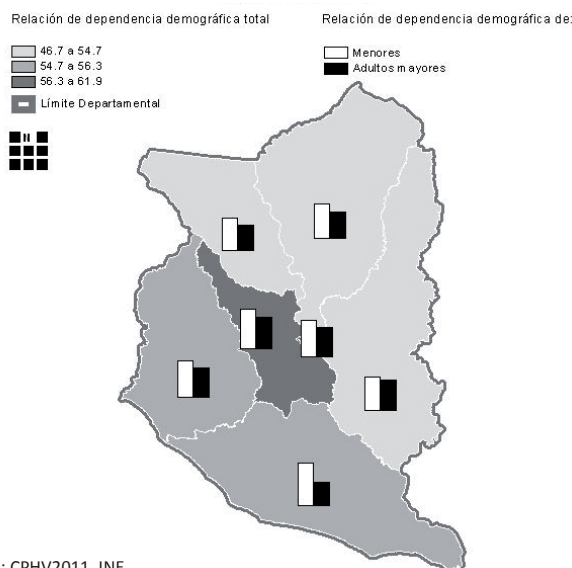 Relación de dependencia demográfica total
46.7 a 54.7
54.7 a 56.3
56.3 a 61.9
Límite Departamental
N
Relación de dependencia demográfica de:
Menores
Adultos mayores
: CPHV2011, INE